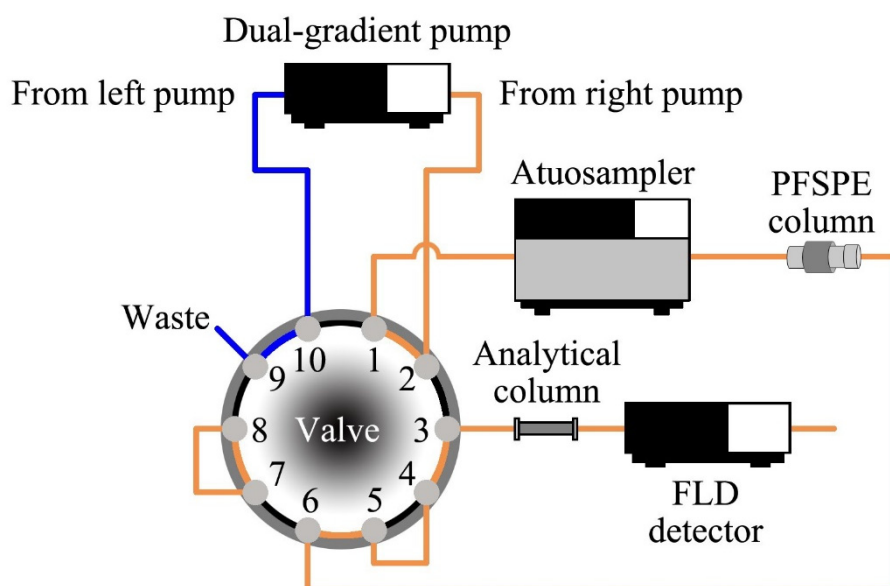 Dual-gradient pump
From left pump
From right pump
Atuosampler
PFSPE
column
Waste
10
1
9
2
Analytical
column
8
Valve
3
7
4
6
5
FLD
detector